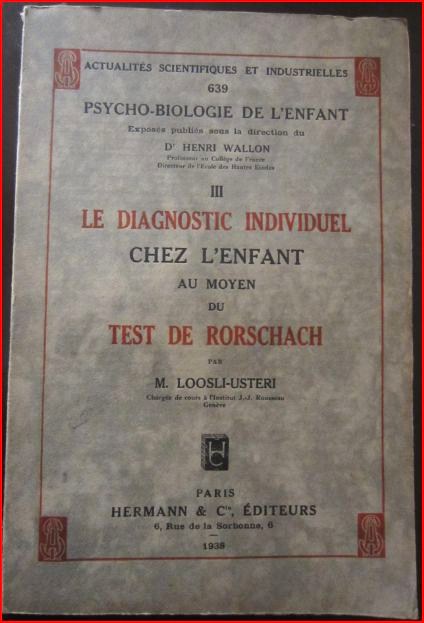 ACTUALITÉS SCIENTIFIQUES ET INDUSTRIELLES
639
PSYCHO-BIOLOGIE DE L'ENFANT
Exposés publiés sous la direction du
Dr HENRI WALLON
Professeur au Collège de France
Directeur de l'École des Hautes Études
III
LE DIAGNOSTIC INDIVIDUEL
CHEZ L'ENFANT
AU MOYEN
DU
TEST DE RORSCHACH
PAR
M. LOOSLI-USTERI
Chargée de cours à l'Institut J.-J. Rousseau
Genève
HC
PARIS
HERMANN & Cie, ÉDITEURS
6, Rue de la Sorbonne, 6
1938